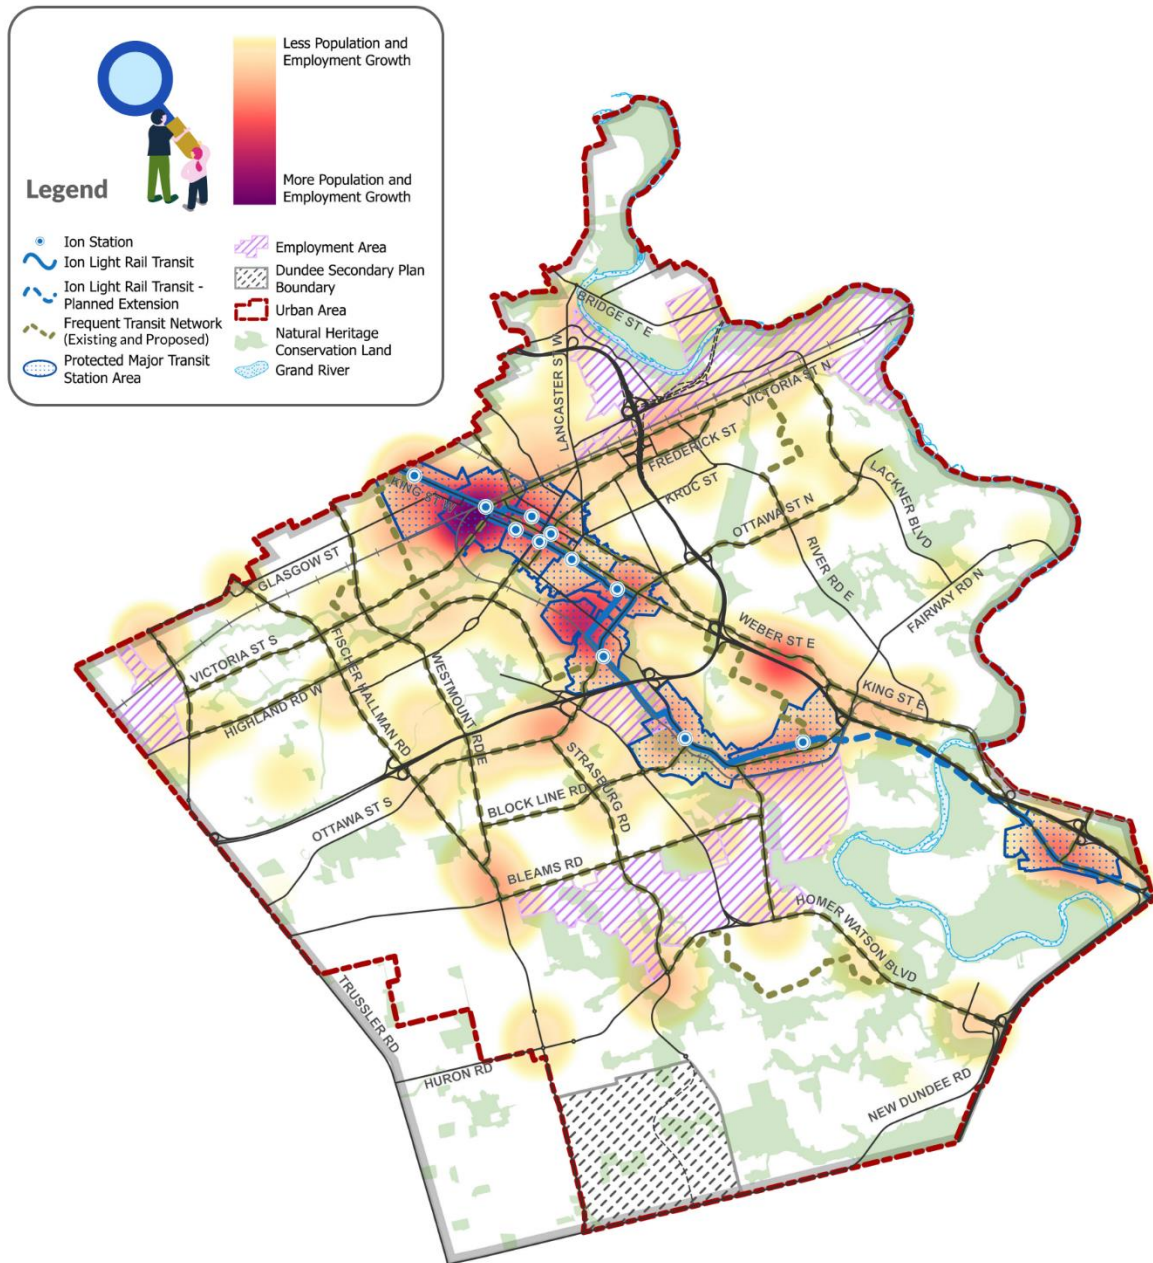 Less Population and
Employment Growth
More Population and
Employment Growth
Legend
Ion Station
Ion Light Rail Transit
Ion Light Rail Transit -
Planned Extension
Frequent Transit Network
(Existing and Proposed)
Protected Major Transit
Station Area
Employment Area
Dundee Secondary Plan
Boundary
Urban Area
Natural Heritage
Conservation Land
Grand River
BRIDGE ST E
LANCASTER ST W
VICTORIA ST N
FREDERICK ST
KRUG ST
LACKNER BLVD
OTTAWA ST N
KING ST W
RIVER RD E
GLASGOW ST
FAIRWAY RD N
WEBER ST E
VICTORIA ST S
FISCHER HALLMAN RD
WESTMOUNT RD E
KING ST E
HIGHLAND RD W
STRASBURG RD
OTTAWA ST S
BLOCK LINE RD
BLEAMS RD
HOMER WATSON BLVD
TRUSSLER RD
HURON RD
NEW DUNDEE RD